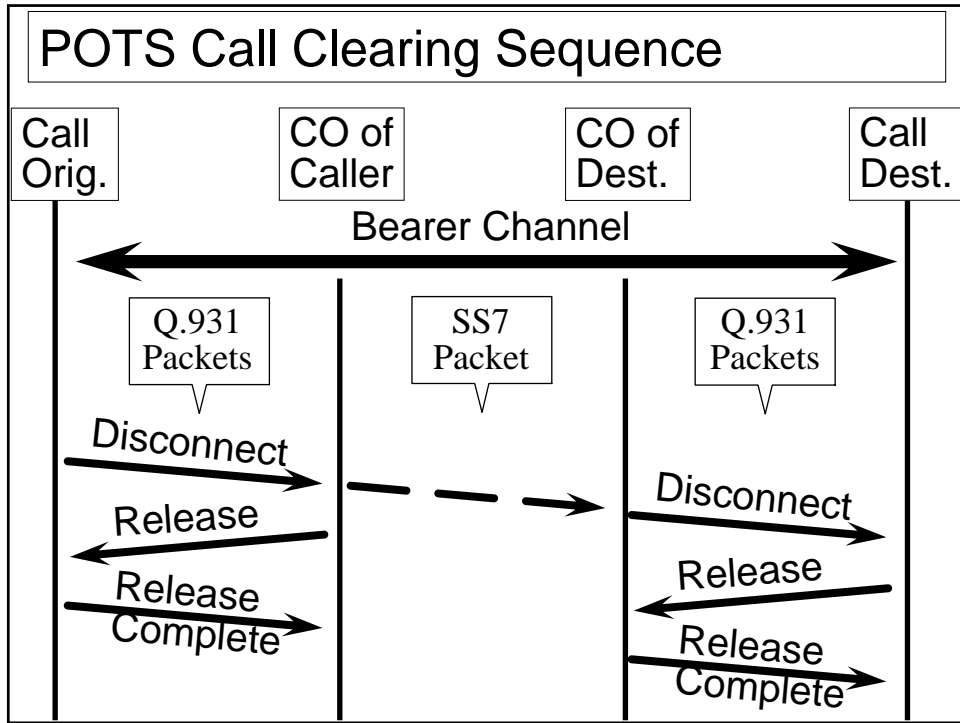 POTS Call Clearing Sequence
Call
Orig.
CO of
Caller
CO of
Dest.
Call
Dest.
Bearer Channel
Q.931
Packets
SS7
Packet
Q.931
Packets
Disconnect
Release
Release
Complete
Disconnect
Release
Release
Complete